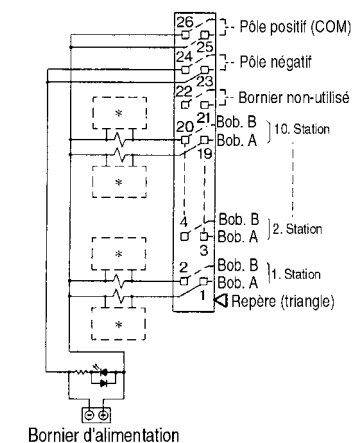 26
Pôle positif (COM)
25
24
Pôle négatif
23
22
Bornier non-utilisé
21
Bob. B
20
Bob. A
10. Station
19
*
*
4
Bob. B
Bob. A
2. Station
3
*
2
Bob. B
Bob. A
1. Station
1
Repère (triangle)
*
⊖ ⊕
Bornier d'alimentation